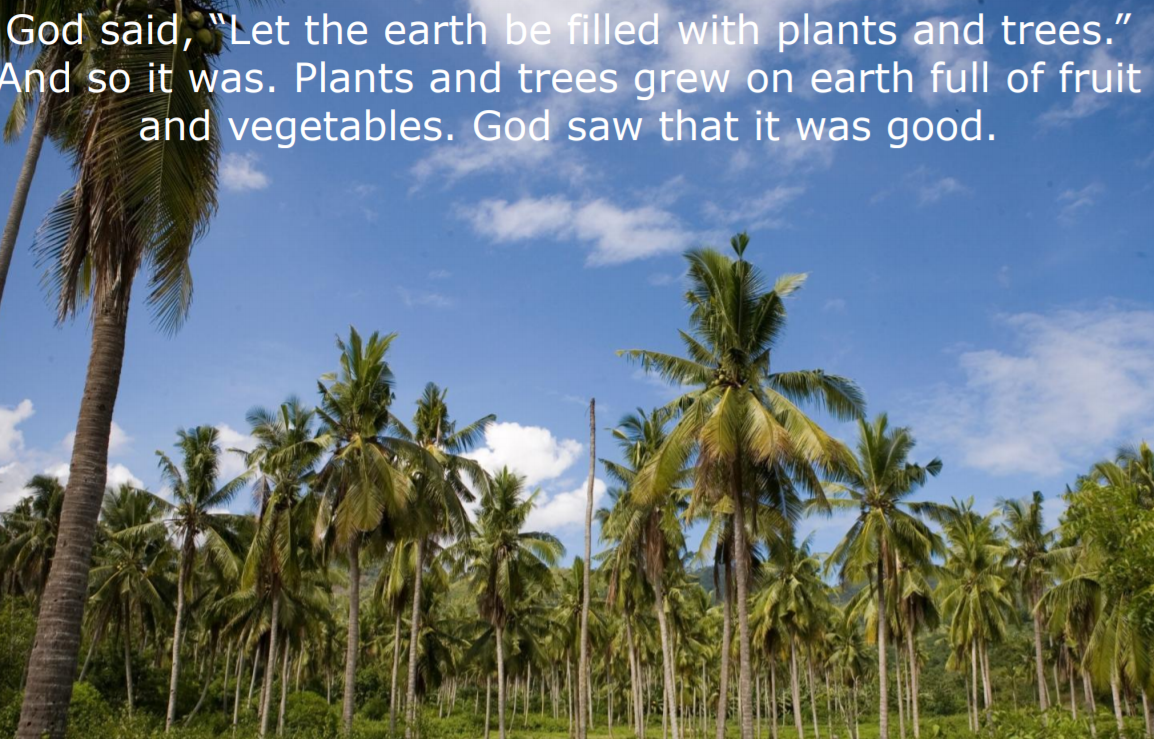 God said, “Let the earth be filled with plants and trees.”
And so it was. Plants and trees grew on earth full of fruit
and vegetables. God saw that it was good.